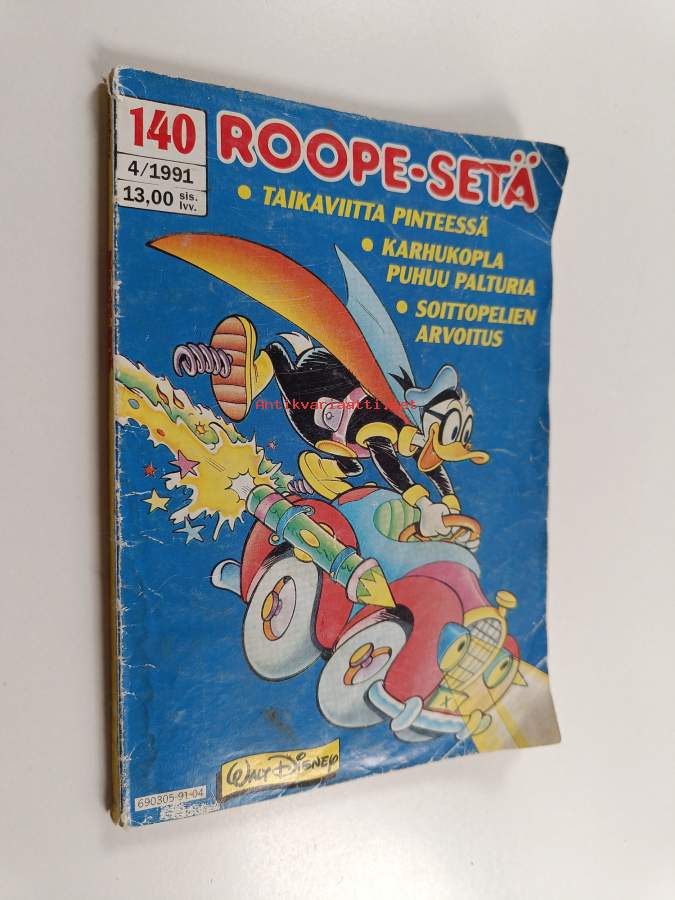 140
4/1991
13,00 sis. lvv.
ROOPE-SETÄ
• TAIKAVIITTA PINTEESSÄ
• KARHUKOPLA
PUHUU PALTURIA
• SOITTOPELIEN
ARVOITUS
Antikvariaatti.net
X
WALT DISNEY
690305-91-04